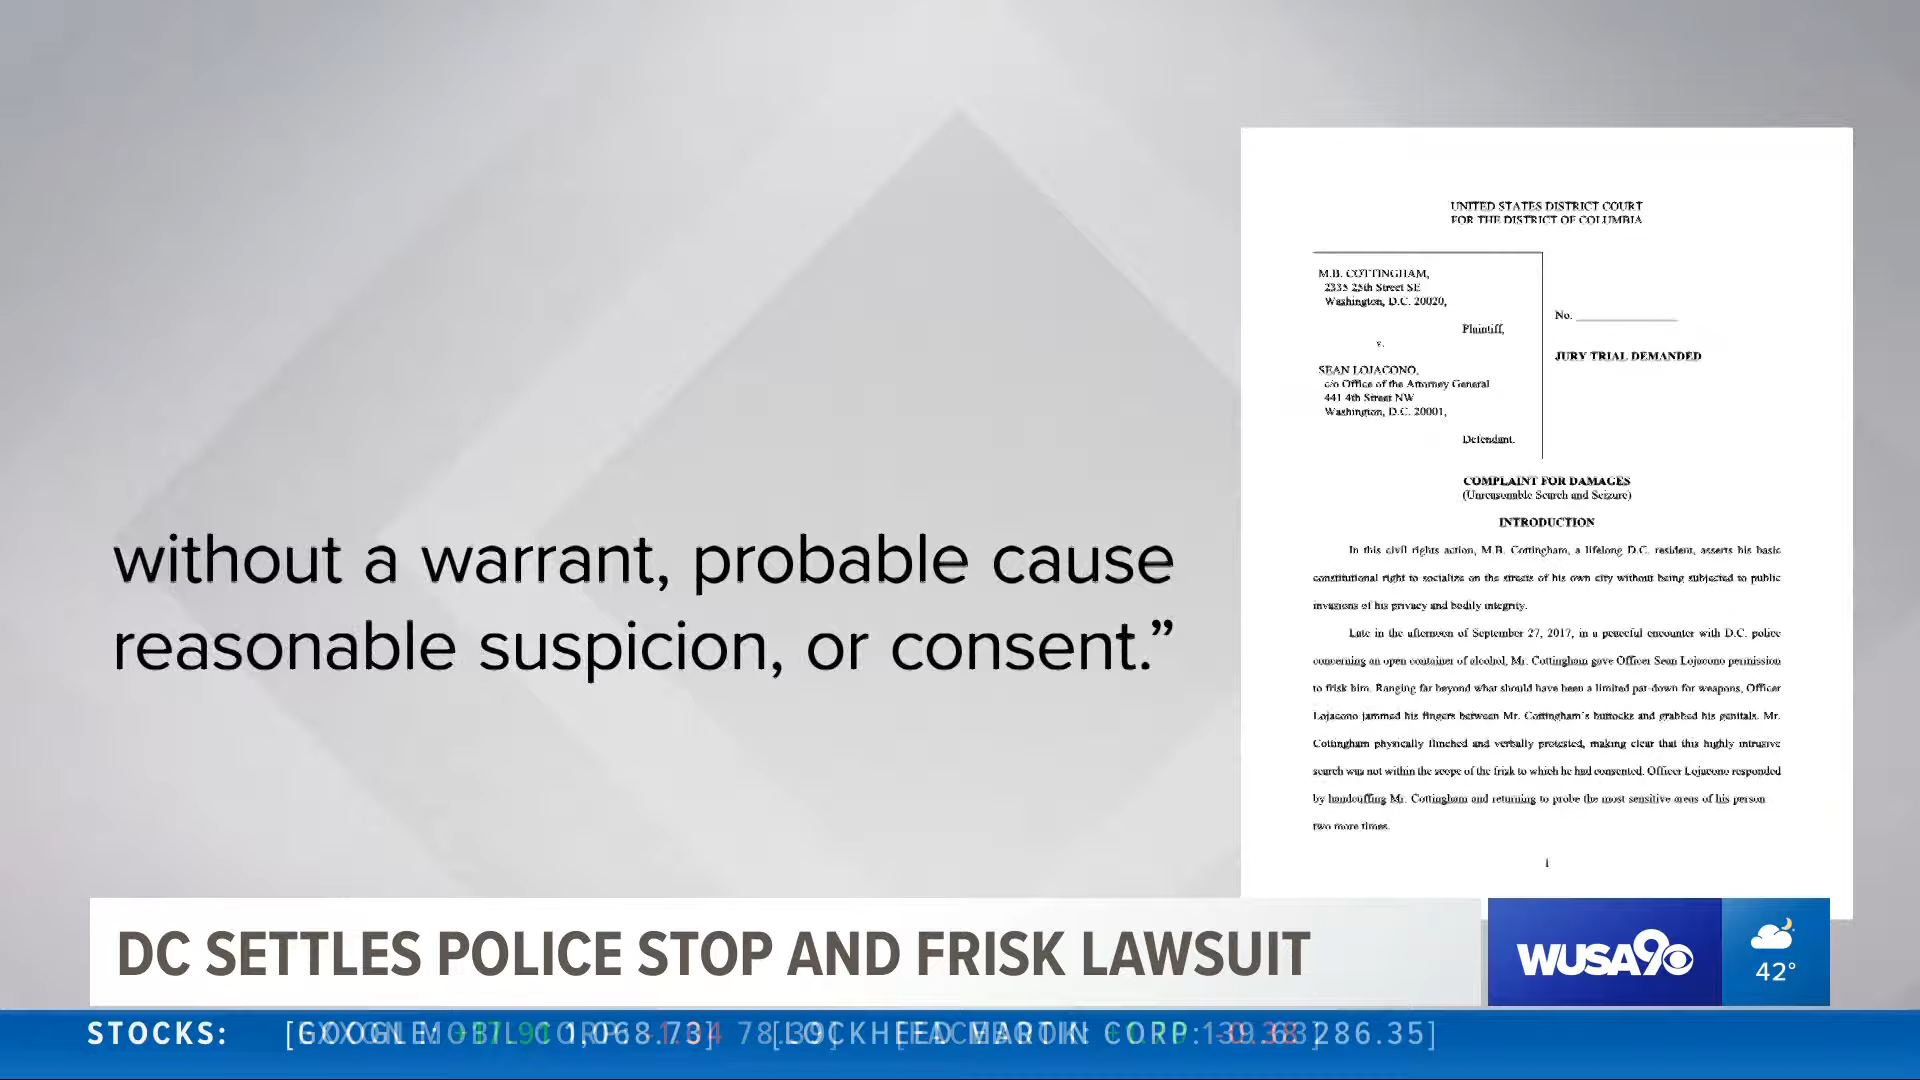 without a warrant, probable cause
reasonable suspicion, or consent.”
UNITED STATES DISTRICT COURT
FOR THE DISTRICT OF COLUMBIA
M.B. COTTINGHAM,
2335 25th Street SE
Washington, D.C. 20020,
Plaintiff,
v.
SEAN LOJACONO,
c/o Office of the Attorney General
441 4th Street NW
Washington, D.C. 20001,
Defendant.
No.
JURY TRIAL DEMANDED
COMPLAINT FOR DAMAGES
(Unreasonable Search and Seizure)
INTRODUCTION
In this civil rights action, M.B. Cottingham, a lifelong D.C. resident, asserts his basic
constitutional right to socialize on the streets of his own city without being subjected to public
invasions of his privacy and bodily integrity.
Late in the afternoon of September 27, 2017, in a peaceful encounter with D.C. police
concerning an open container of alcohol, Mr. Cottingham gave Officer Sean Lojacono permission
to frisk him. Ranging far beyond what should have been a limited pat-down for weapons, Officer
Lojacono jammed his fingers between Mr. Cottingham's buttocks and grabbed his genitals. Mr.
Cottingham physically flinched and verbally protested, making clear that this highly intrusive
search was not within the scope of the frisk to which he had consented. Officer Lojacono responded
by handcuffing Mr. Cottingham and returning to probe the most sensitive areas of his person
two more times.
1
DC SETTLES POLICE STOP AND FRISK LAWSUIT
WUSA9
42°
STOCKS: